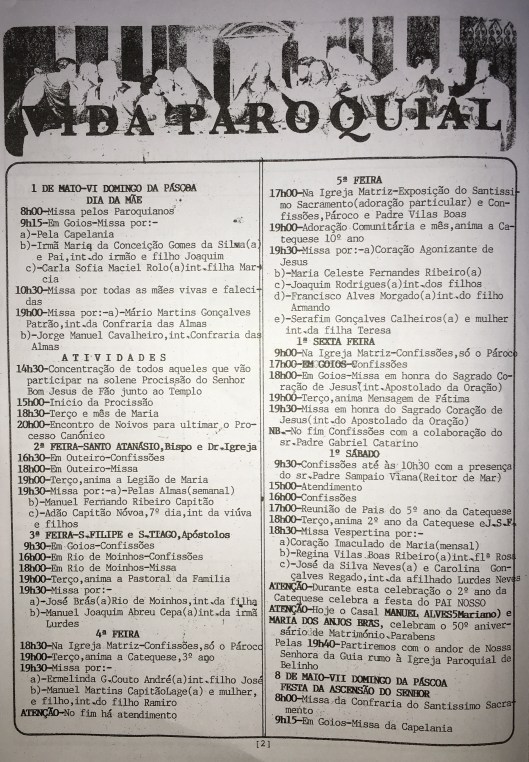 VIDA PAROQUIAL
1 DE MAIO-VI DOMINGO DA PÁSOBA
DIA DA MÃE
8h00-Missa pelos Paroquianos
9h15-Em Goios-Missa por:-
a)-Pela Capelania
b)-Irmã Maria da Conceição Gomes da Silva(a)
e Pai,int.do irmão e filho Joaquim
c)-Carla Sofia Maciel Rolo(a)int.filha Mar-
cia
10h30-Missa por todas as mães vivas e faleci-
das
19h00-Missa por:-a)-Mário Martins Gonçalves
Patrão,int.da Confraria das Almas
b)-Jorge Manuel Cavalheiro,int.Confraria das
Almas
A T I V I D A D E S
14h30-Concentração de todos aqueles que vão
participar na solene Procissão do Senhor
Bom Jesus de Fão junto ao Templo
15h00-Inicio da Procissão
18h30-Terço e mês de Maria
20h00-Encontro de Noivos para ultimar o Pro-
cesso Canónico
2ª FEIRA-SANTO ATANÁSIO,Bispo e Dr.Igreja
16h30-Em Outeiro-Confissões
18h00-Em Outeiro-Missa
19h00-Terço,anima a Legião de Maria
19h30-Missa por:-a)-Pelas Almas(semanal)
b)-Manuel Fernando Ribeiro Capitão
c)-Adão Capitão Nóvoa,7º dia,int da viúva
e filhos
3ª FEIRA-S.FILIPE e S.TIAGO,Apóstolos
9h30-Em Goios-Confissões
16h00-Em Rio de Moinhos-Confissões
18h00-Em Rio de Moinhos-Missa
19h00-Terço,anima a Pastoral da Familia
19h30-Missa por:-
a)-José Brás(a)Rio de Moinhos,int.da filha
b)-Manuel Joaquim Abreu Cepa(a)int.da irmã
Lurdes
4ª FEIRA
18h30-Na Igreja Matriz-Confissões,só o Pároco
19h00-Terço,anima a Catequese,3º ano
19h30-Missa por:-
a)-Ermelinda G.Couto André(a)int.filho José
b)-Manuel Martins CapitãoLage(a) e mulher,
e filho,int.do filho Ramiro
ATENÇÃO-No fim há atendimento
5ª FEIRA
17h00-Na Igreja Matriz-Exposição do Santissi-
mo Sacramento(adoração particular) e Con-
fissões,Pároco e Padre Vilas Boas
19h00-Adoração Comunitária e mês,anima a Ca-
tequese 10º ano
19h30-Missa por:-a)Coração Agonizante de
Jesus
b)-Maria Celeste Fernandes Ribeiro(a)
c)-Joaquim Rodrigues(a)int.dos filhos
d)-Francisco Alves Morgado(a)int.do filho
Armando
e)-Serafim Gonçalves Calheiros(a) e mulher
int.da filha Teresa
1ª SEXTA FEIRA
9h00-Na Igreja Matriz-Confissões,só o Pároco
17h00-EM GOIOS-Confissões
18h00-Em Goios-Missa em honra do Sagrado Co-
ração de Jesus(int.Apostolado da Oração)
19h00-Terço,anima Mensagem de Fátima
19h30-Missa em honra do Sagrado Coração de
Jesus(int.do Apostolado da Oração)
NB.-No fim Confissões com a colaboração do
sr.Padre Gabriel Catarino
1º SÁBADO
9h30-Confissões até às 10h30 com a presença
do sr.Padre Sampaio Viana(Reitor de Mar)
15h00-Atendimento
16h00-Confissões
17h00-Reunião de Pais do 5º ano da Catequese
18h00-Terço,anima 2º ano da Catequese eJ.S.F.
18h30-Missa Vespertina por:-
a)Coração Imaculado de Maria(mensal)
b)-Regina Vilas Boas Ribeiro(a)int.flª Rosa
c)-José da Silva Neves(a) e Carolina Gon-
çalves Regado,int.da afilhado Lurdes Neves
ATENÇÃO-Durante esta celebração o 2º ano da
Catequese celebra a festa do PAI NOSSO
ATENÇÃO-Hoje o Casal MANUEL ALVES(Mariano) e
MARIA DOS ANJOS BRAS, celebram o 50º aniver-
sário de Matrimónio.Parabens
Pelas 19h40-Partiremos com o andor de Nossa
Senhora da Guia rumo à Igreja Paroquial de
Belinho
8 DE MAIO-VII DOMINGO DA PÁSCOA
FESTA DA ASCENSÃO DO SENHOR
8h00-Missa da Confraria do Santissimo Sacra-
mento
9h15-Em Goios-Missa da Capelania
[2]